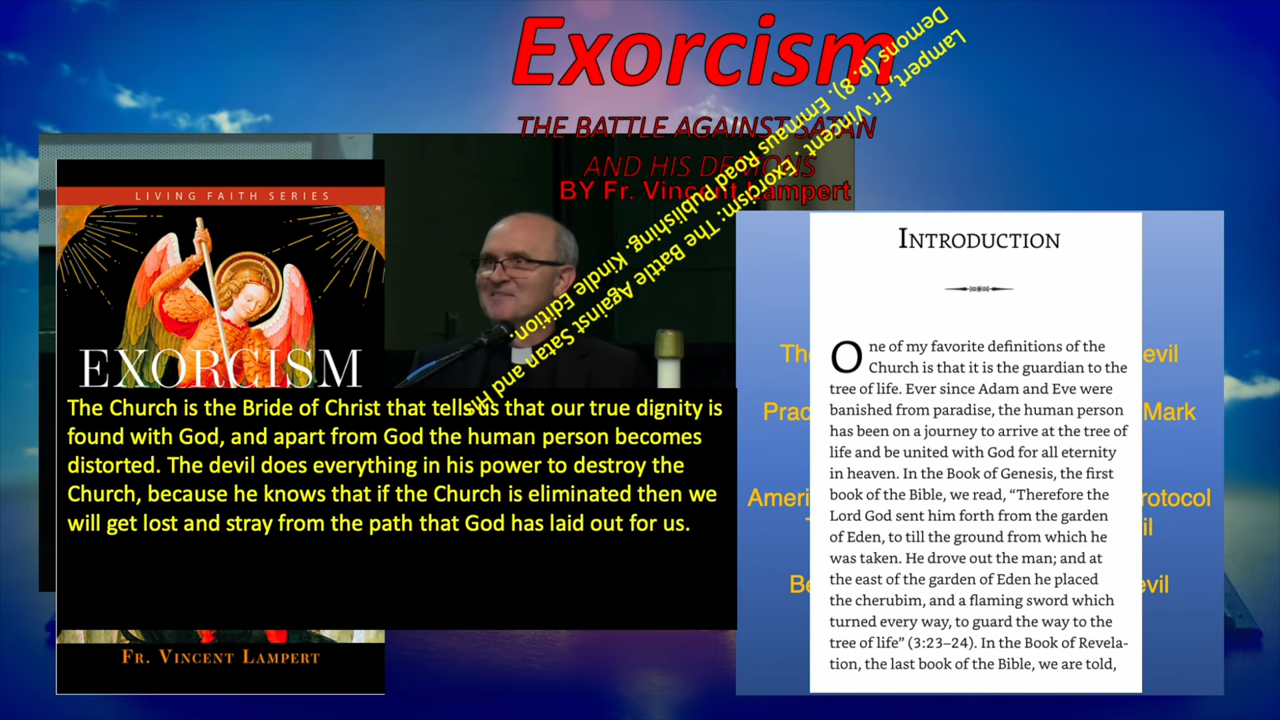 Exorcism
THE BATTLE AGAINST SATAN
AND HIS DEMONS
BY Fr. Vincent Lampert
Lampert, Fr. Vincent . Exorcism: The Battle Against Satan and His
Demons (p. 8). Emmaus Road Publishing. Kindle Edition.
LIVING FAITH SERIES
EXORCISM
The Church is the Bride of Christ that tells us that our true dignity is
found with God, and apart from God the human person becomes
distorted. The devil does everything in his power to destroy the
Church, because he knows that if the Church is eliminated then we
will get lost and stray from the path that God has laid out for us.
FR. VINCENT LAMPERT
INTRODUCTION
One of my favorite definitions of the
Church is that it is the guardian to the
tree of life. Ever since Adam and Eve were
banished from paradise, the human person
has been on a journey to arrive at the tree of
life and be united with God for all eternity
in heaven. In the Book of Genesis, the first
book of the Bible, we read, “Therefore the
Lord God sent him forth from the garden
of Eden, to till the ground from which he
was taken. He drove out the man; and at
the east of the garden of Eden he placed
the cherubim, and a flaming sword which
turned every way, to guard the way to the
tree of life” (3:23–24). In the Book of Revela-
tion, the last book of the Bible, we are told,
Mark